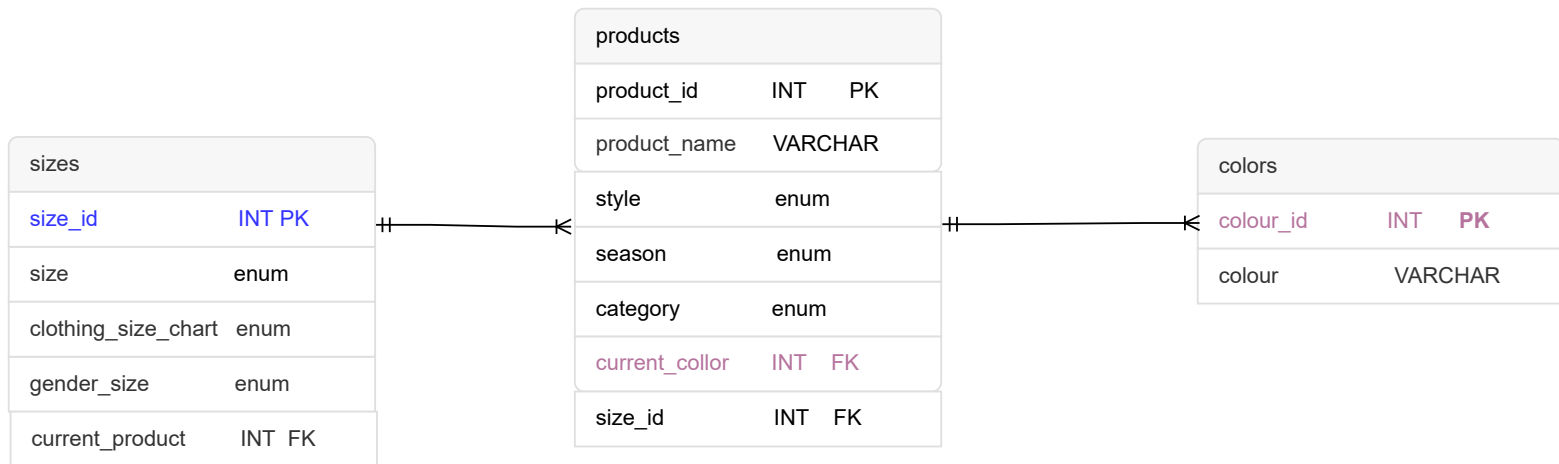 products
product_id INT PK
product_name VARCHAR
style enum
season enum
category enum
current_collor INT FK
size_id INT FK
sizes
size_id INT PK
size enum
clothing_size_chart enum
gender_size enum
current_product INT FK
colors
colour_id INT PK
colour VARCHAR